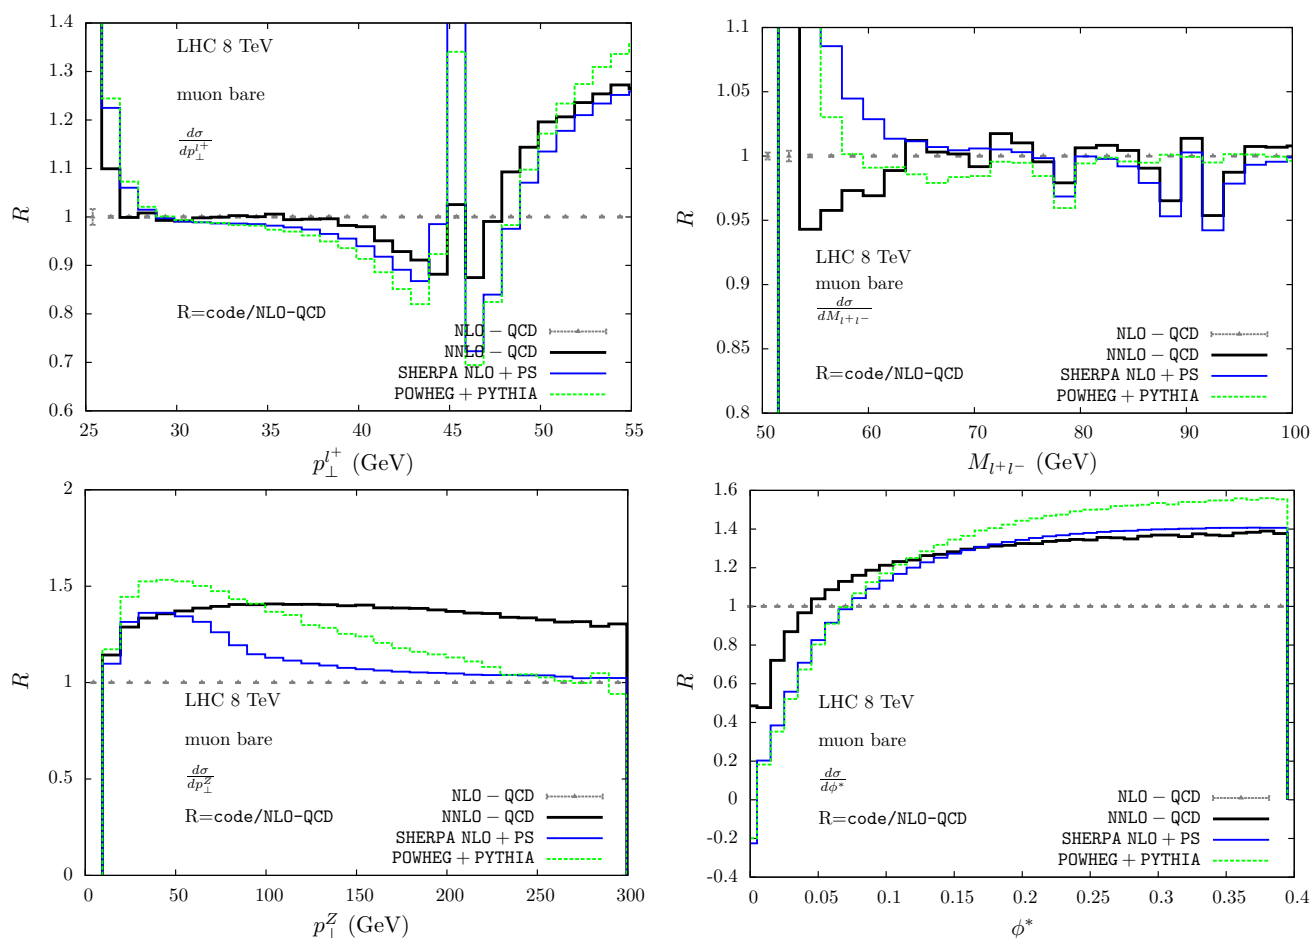 1.4
1.3
1.2
1.1
1
0.9
0.8
0.7
0.6
R
LHC 8 TeV
muon bare
dσ
dp⊥^{l+}
R=code/NLO-QCD
NLO − QCD
NNLO − QCD
SHERPA NLO + PS
POWHEG + PYTHIA
25 30 35 40 45 50 55
p⊥^{l+} (GeV)
1.1
1.05
1
0.95
0.9
0.85
0.8
R
LHC 8 TeV
muon bare
dσ
dM_{l+l−}
R=code/NLO-QCD
NLO − QCD
NNLO − QCD
SHERPA NLO + PS
POWHEG + PYTHIA
50 60 70 80 90 100
M_{l+l−} (GeV)
2
1.5
1
0.5
0
R
LHC 8 TeV
muon bare
dσ
dp⊥^Z
R=code/NLO-QCD
NLO − QCD
NNLO − QCD
SHERPA NLO + PS
POWHEG + PYTHIA
0 50 100 150 200 250 300
p⊥^Z (GeV)
1.6
1.4
1.2
1
0.8
0.6
0.4
0.2
0
-0.2
-0.4
R
LHC 8 TeV
muon bare
dσ
dϕ*
R=code/NLO-QCD
NLO − QCD
NNLO − QCD
SHERPA NLO + PS
POWHEG + PYTHIA
0 0.05 0.1 0.15 0.2 0.25 0.3 0.35 0.4
ϕ*